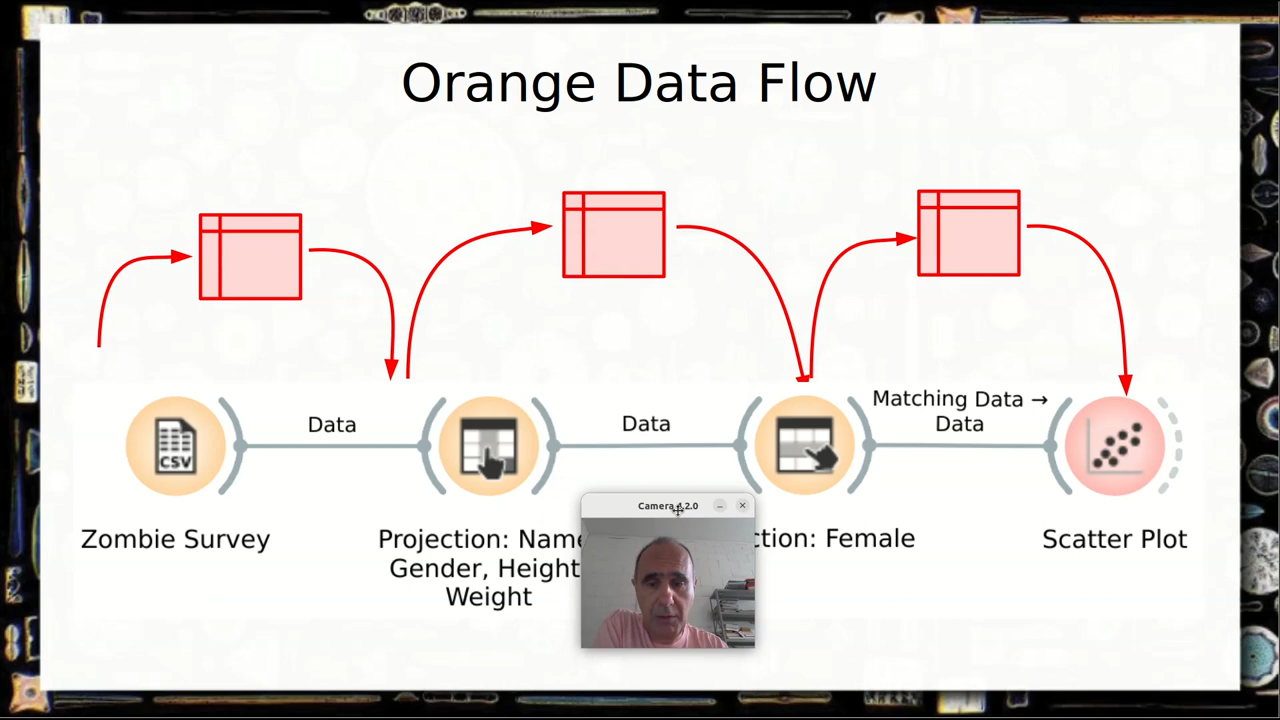 Orange Data Flow
Data
Data
Matching Data →
Data
CSV
Zombie Survey
Projection: Name
Gender, Height
Weight
ction: Female
Scatter Plot